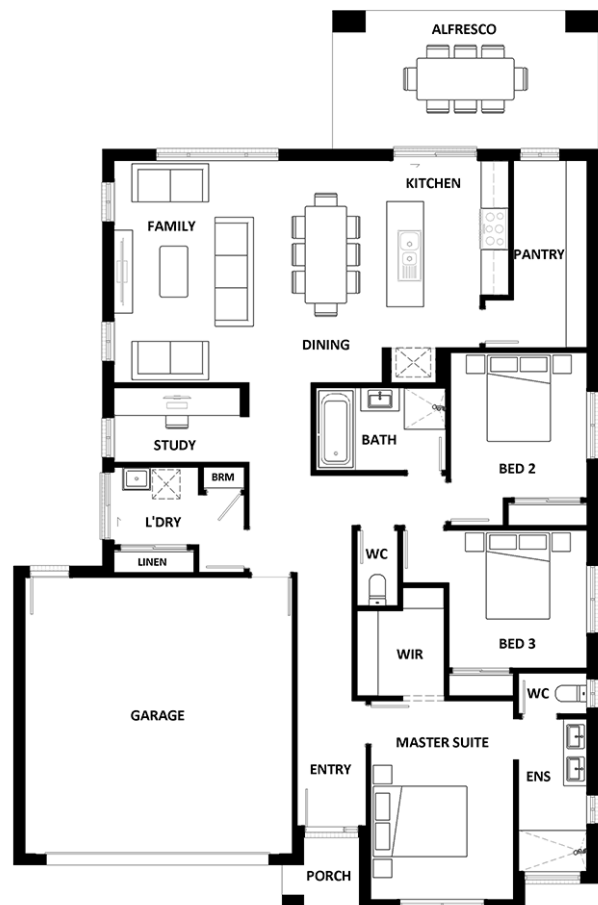 ALFRESCO
KITCHEN
FAMILY
PANTRY
DINING
BATH
STUDY
BED 2
BRM
L'DRY
WC
LINEN
BED 3
WIR
WC
GARAGE
MASTER SUITE
ENTRY
ENS
PORCH